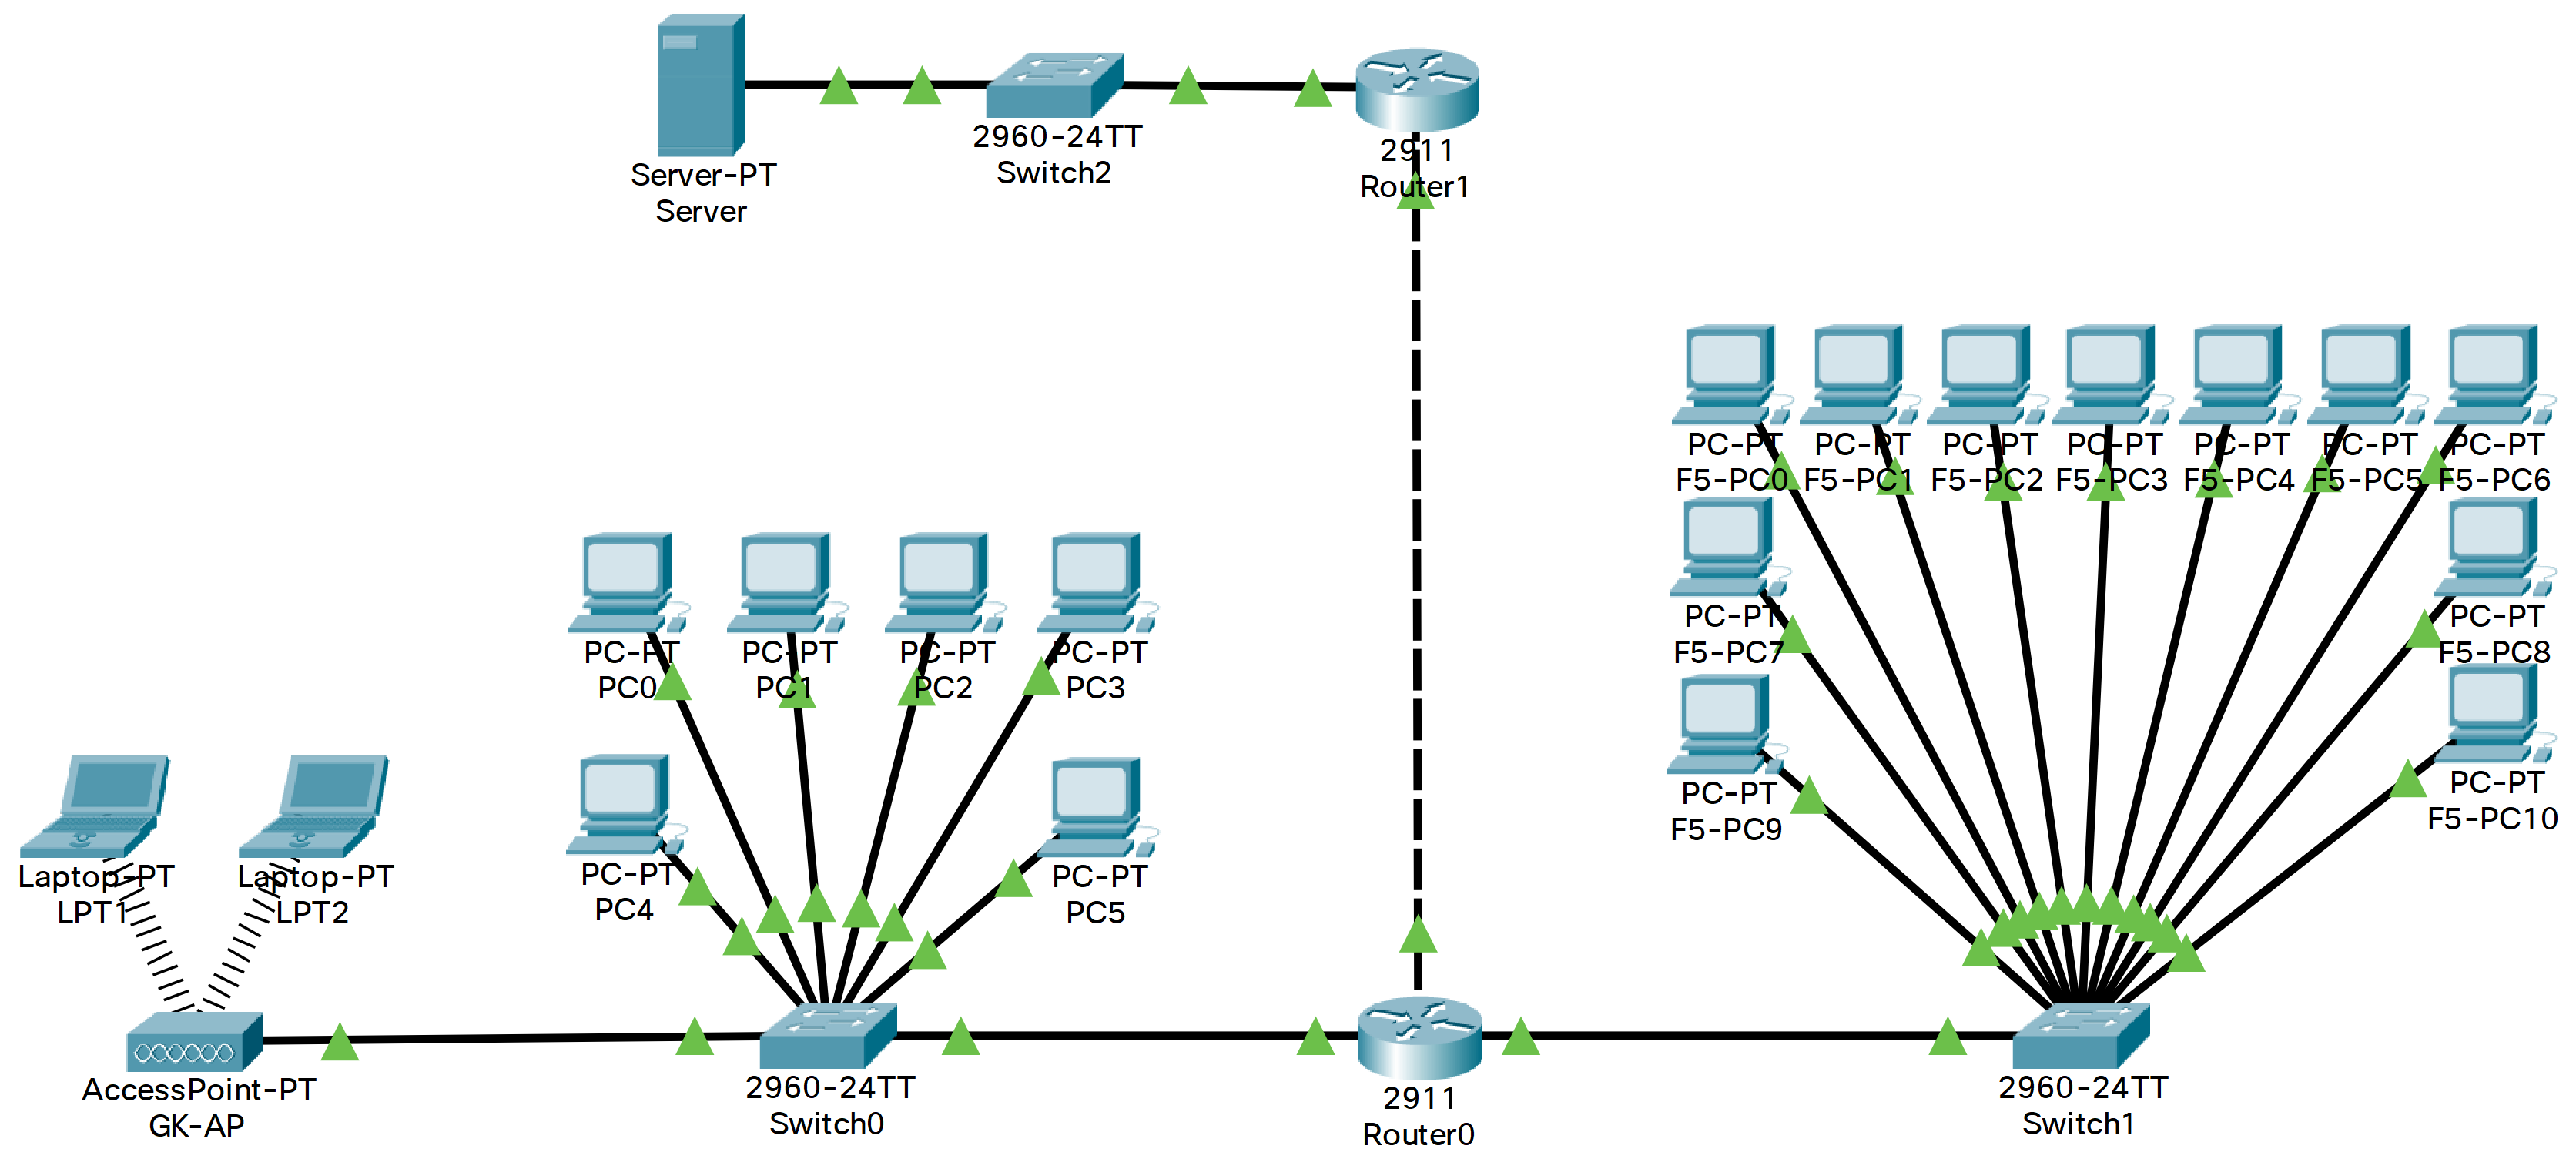 Server-PT
Server
2960-24TT
Switch2
2911
Router1
PC-PT
F5-PC0
PC-PT
F5-PC1
PC-PT
F5-PC2
PC-PT
F5-PC3
PC-PT
F5-PC4
PC-PT
F5-PC5
PC-PT
F5-PC6
PC-PT
F5-PC7
PC-PT
F5-PC8
PC-PT
F5-PC9
PC-PT
F5-PC10
PC-PT
PC0
PC-PT
PC1
PC-PT
PC2
PC-PT
PC3
PC-PT
PC4
PC-PT
PC5
Laptop-PT
LPT1
Laptop-PT
LPT2
AccessPoint-PT
GK-AP
2960-24TT
Switch0
2911
Router0
2960-24TT
Switch1